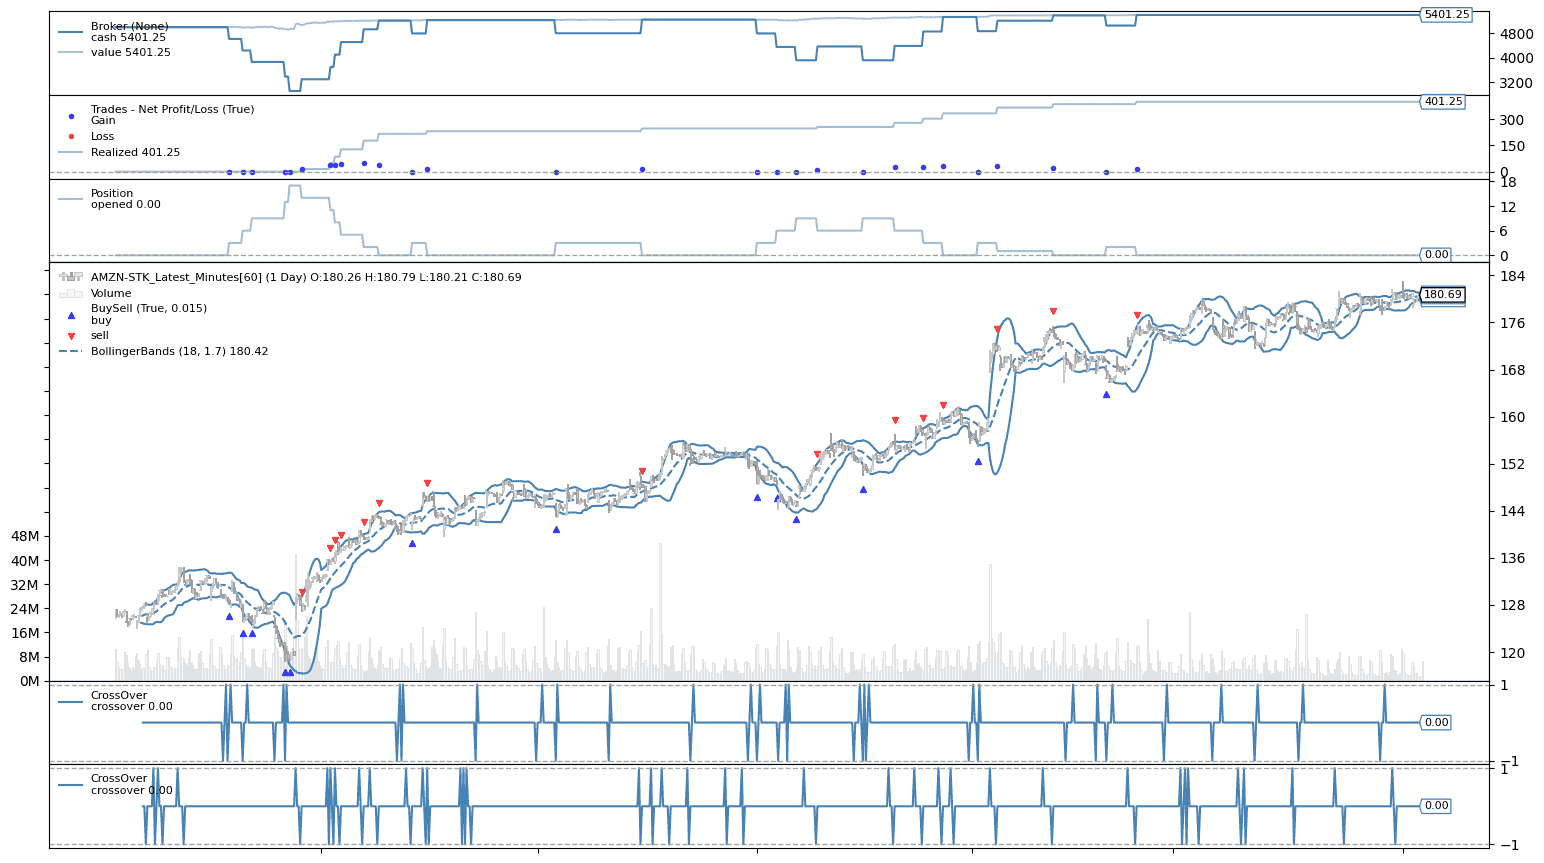 Broker (None)
cash 5401.25
value 5401.25
5401.25
4800
4000
3200
Trades - Net Profit/Loss (True)
Gain
Loss
Realized 401.25
401.25
300
150
0
Position
opened 0.00
18
12
6
0
0.00
AMZN-STK_Latest_Minutes[60] (1 Day) O:180.26 H:180.79 L:180.21 C:180.69
Volume
BuySell (True, 0.015)
buy
sell
BollingerBands (18, 1.7) 180.42
180.69
184
176
168
160
152
144
136
128
120
48M
40M
32M
24M
16M
8M
0M
CrossOver
crossover 0.00
1
0.00
−1
CrossOver
crossover 0.00
1
0.00
−1